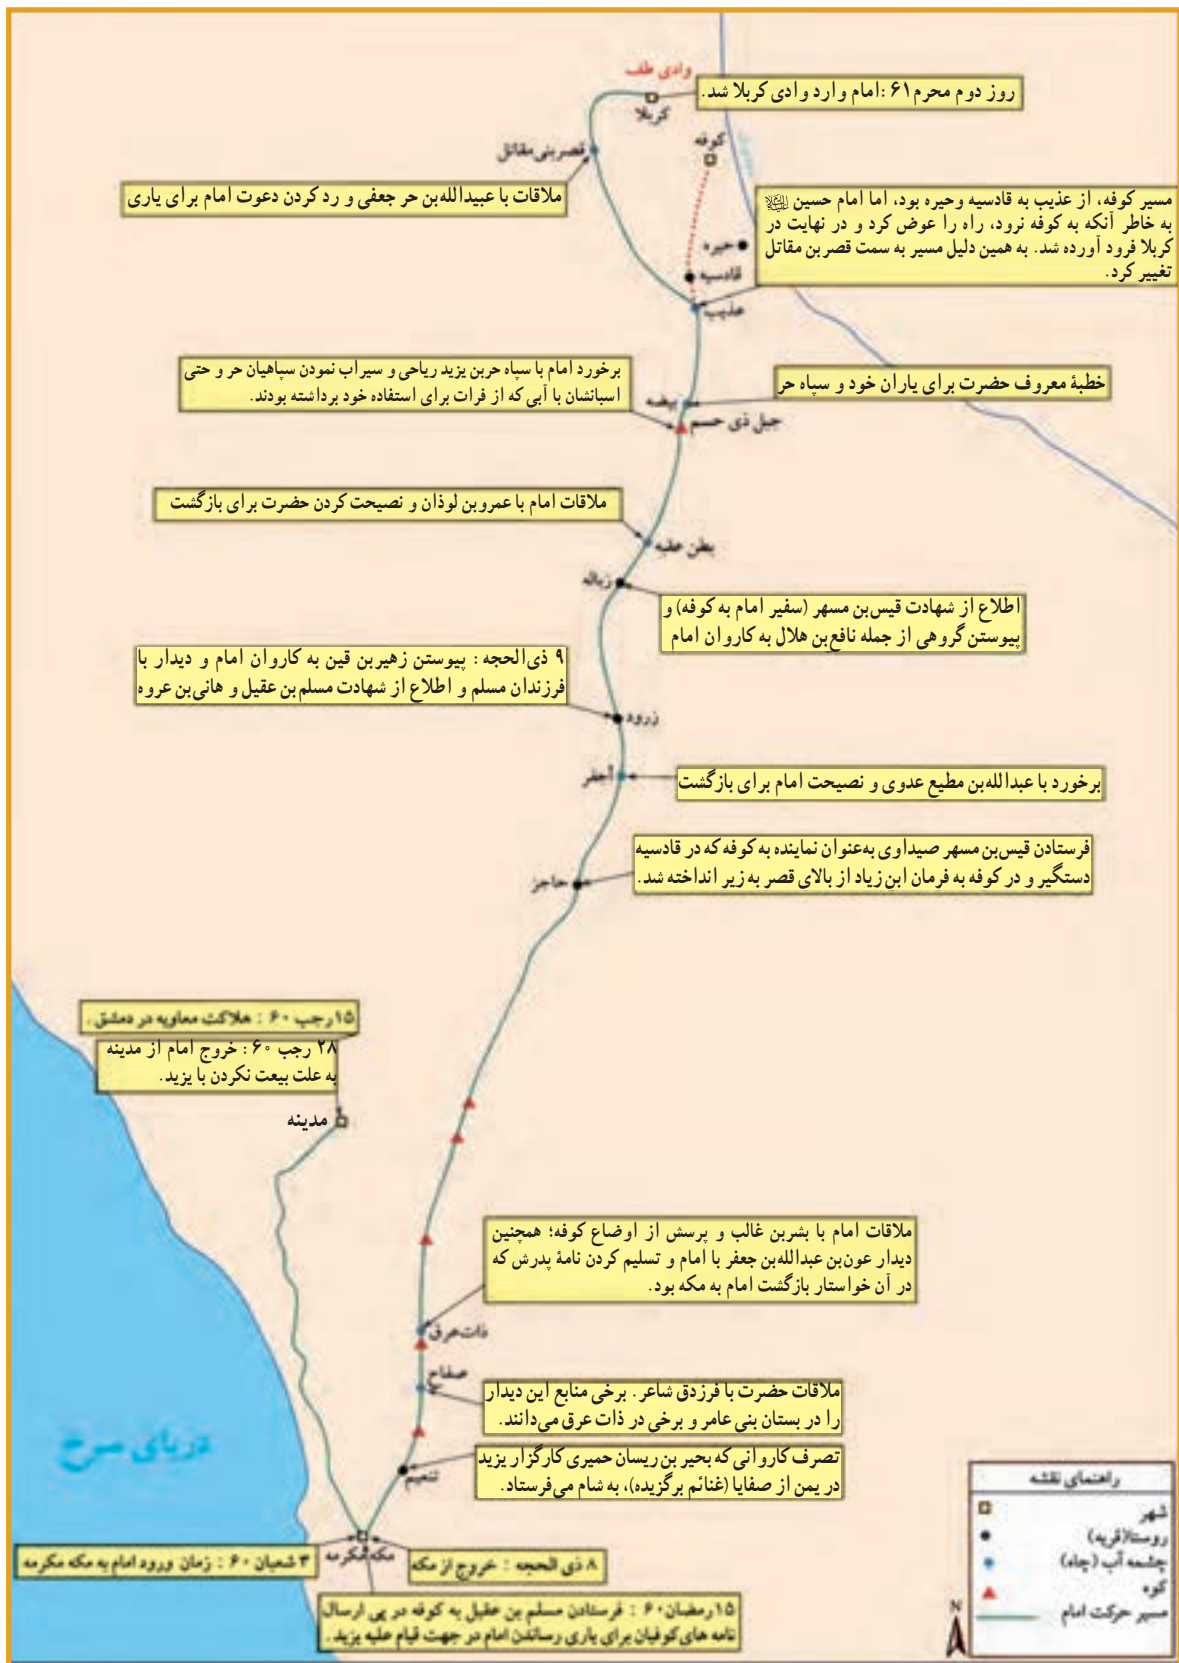 وادی طف
روز دوم محرم ۶۱ :امام وارد وادی کربلا شد.
کربلا
کوفه
قصربنی مقاتل
ملاقات با عبیدالله‌بن حر جعفی و رد کردن دعوت امام برای یاری
مسیر کوفه، از عذیب به قادسیه وحیره بود، اما امام حسین
به خاطر آنکه به کوفه نرود، راه را عوض کرد و در نهایت در
کربلا فرود آورده شد. به همین دلیل مسیر به سمت قصربن مقاتل
تغییر کرد.
حیره
قادسیه
عذیب
برخورد امام با سپاه حربن یزید ریاحی و سیراب نمودن سپاهیان حر و حتی
اسبانشان با آبی که از فرات برای استفاده خود برداشته بودند.
خطبهٔ معروف حضرت برای یاران خود و سپاه حر
بیضه
جبل ذی حسم
ملاقات امام با عمروبن لوذان و نصیحت کردن حضرت برای بازگشت
بطن عقبه
زباله
اطلاع از شهادت قیس‌بن مسهر (سفیر امام به کوفه) و
پیوستن گروهی از جمله نافع‌بن هلال به کاروان امام
۹ ذی‌الحجه : پیوستن زهیربن قین به کاروان امام و دیدار با
فرزندان مسلم و اطلاع از شهادت مسلم‌بن عقیل و هانی‌بن عروه
زرود
اجفر
برخورد با عبدالله‌بن مطیع عدوی و نصیحت امام برای بازگشت
فرستادن قیس‌بن مسهر صیداوی به‌عنوان نماینده به کوفه که در قادسیه
دستگیر و در کوفه به فرمان ابن زیاد از بالای قصر به زیر انداخته شد.
حاجز
۱۵رجب ۶۰ : هلاکت معاویه در دمشق.
۲۸ رجب ۶۰ : خروج امام از مدینه
به علت بیعت نکردن با یزید.
مدینه
ملاقات امام با بشربن غالب و پرسش از اوضاع کوفه؛ همچنین
دیدار عون‌بن عبدالله‌بن جعفر با امام و تسلیم کردن نامهٔ پدرش که
در آن خواستار بازگشت امام به مکه بود.
ذات‌عرق
صفاح
ملاقات حضرت با فرزدق شاعر. برخی منابع این دیدار
را در بستان بنی عامر و برخی در ذات عرق می‌دانند.
تصرف کاروانی که بحیر بن ریسان حمیری کارگزار یزید
در یمن از صفایا (غنائم برگزیده)، به شام می‌فرستاد.
تنعیم
دریای سرخ
مکه مکرمه
۳ شعبان ۶۰ : زمان ورود امام به مکه مکرمه
۸ ذی الحجه : خروج از مکه
۱۵رمضان۶۰ : فرستادن مسلم بن عقیل به کوفه در پی ارسال
نامه های کوفیان برای یاری رساندن امام در جهت قیام علیه یزید.
راهنمای نقشه
شهر
روستا(قریه)
چشمه آب (چاه)
کوه
مسیر حرکت امام
N